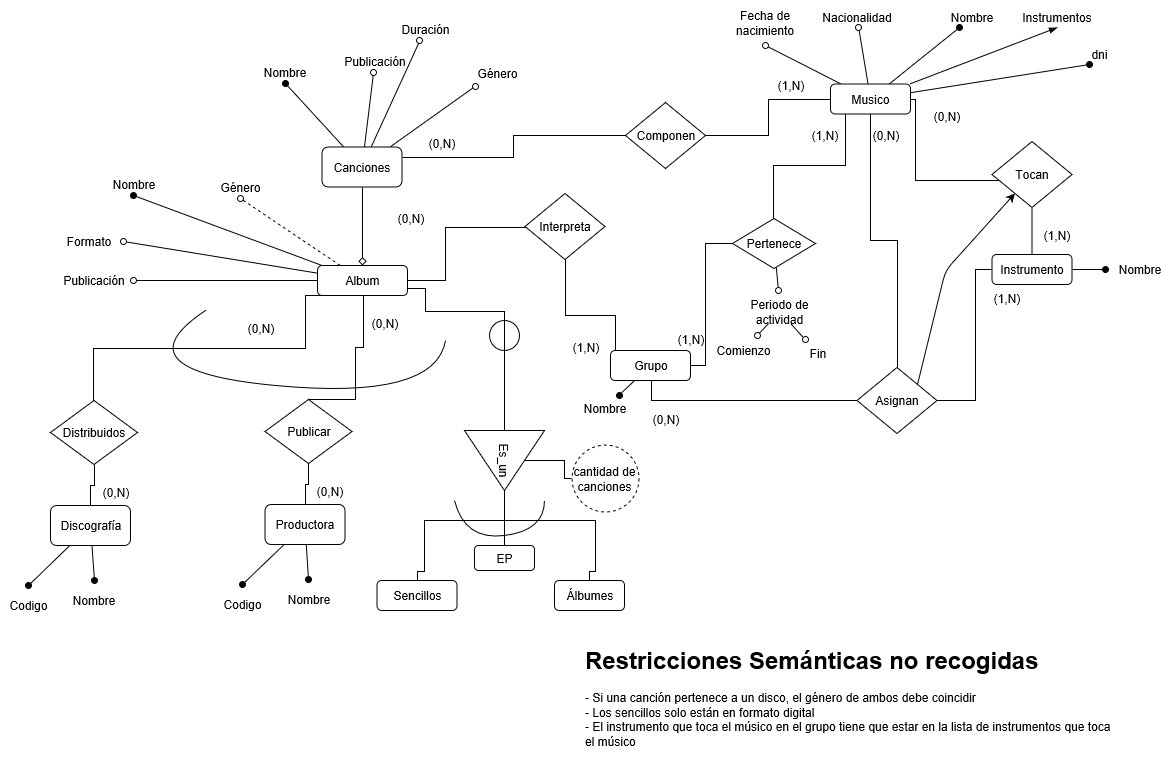 Fecha de
nacimiento
Nacionalidad
Nombre
Instrumentos
dni
Duración
Publicación
Nombre
Género
(1,N)
Musico
(0,N)
Componen
(1,N)
(0,N)
(0,N)
Canciones
Tocan
Nombre
Género
(0,N)
Interpreta
Formato
Pertenece
(1,N)
Publicación
Album
Instrumento
Nombre
(1,N)
Periodo de
actividad
(0,N)
(0,N)
(1,N)
(1,N)
Comienzo
Fin
Grupo
Nombre
Asignan
(0,N)
Distribuidos
Publicar
Es_un
cantidad de
canciones
(0,N)
(0,N)
Discografía
Productora
EP
Sencillos
Álbumes
Codigo
Nombre
Codigo
Nombre
Restricciones Semánticas no recogidas
- Si una canción pertenece a un disco, el género de ambos debe coincidir
- Los sencillos solo están en formato digital
- El instrumento que toca el músico en el grupo tiene que estar en la lista de instrumentos que toca
el músico